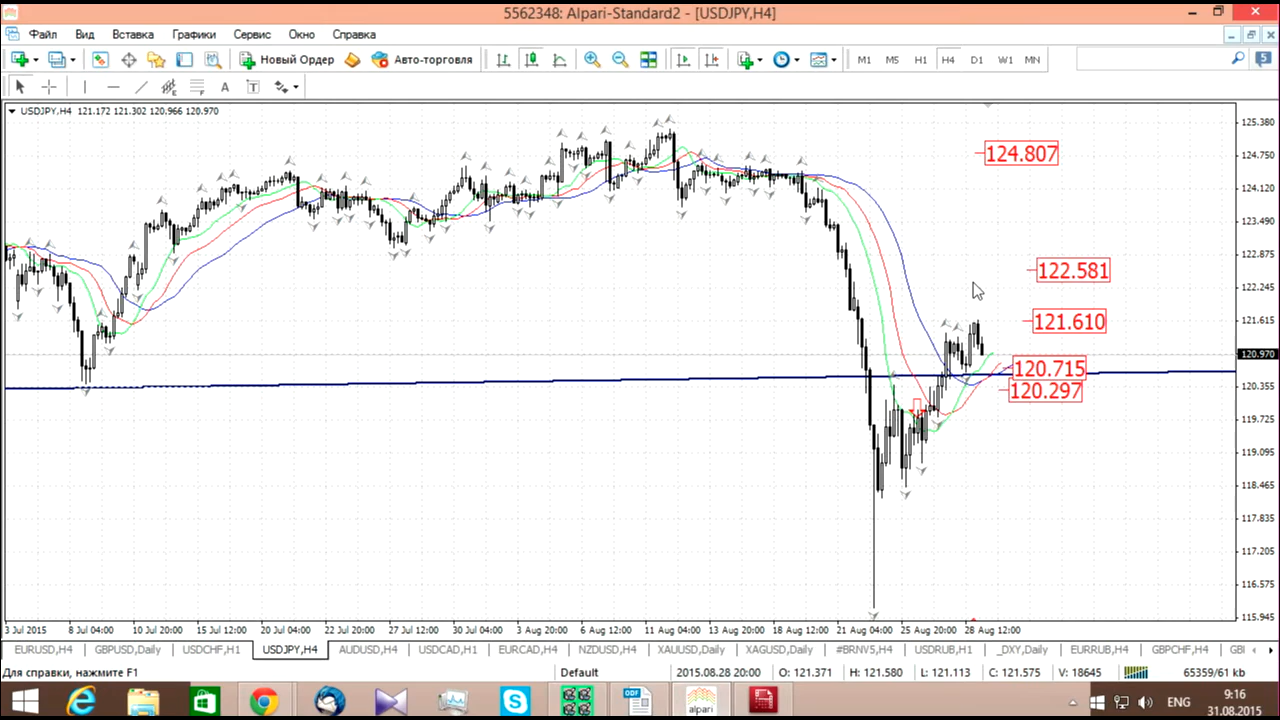 5562348: Alpari-Standard2 - [USDJPY,H4]
Файл Вид Вставка Графики Сервис Окно Справка
Новый Ордер Авто-торговля M1 M5 H1 H4 D1 W1 MN 5
A T
USDJPY,H4 121.172 121.302 120.966 120.970
125.380
124.807
124.750
124.120
123.490
122.875
122.581
122.245
121.610
121.615
120.970
120.715
120.297
120.355
119.725
119.095
118.465
117.835
117.205
116.575
115.945
3 Jul 2015 8 Jul 04:00 10 Jul 20:00 15 Jul 12:00 20 Jul 04:00 22 Jul 20:00 27 Jul 12:00 30 Jul 04:00 3 Aug 20:00 6 Aug 12:00 11 Aug 04:00 13 Aug 20:00 18 Aug 12:00 21 Aug 04:00 25 Aug 20:00 28 Aug 12:00
EURUSD,H4 GBPUSD,Daily USDCHF,H1 USDJPY,H4 AUDUSD,H4 USDCAD,H1 EURCAD,H4 NZDUSD,H4 XAUUSD,Daily XAGUSD,Daily #BRNV5,H4 USDRUB,H1 _DXY,Daily EURRUB,H4 GBPCHF,H4 GBI
Для справки, нажмите F1 Default 2015.08.28 20:00 O: 121.371 H: 121.580 L: 121.113 C: 121.575 V: 18645 65359/61 kb
ODF alpari ENG 9:16
31.08.2015